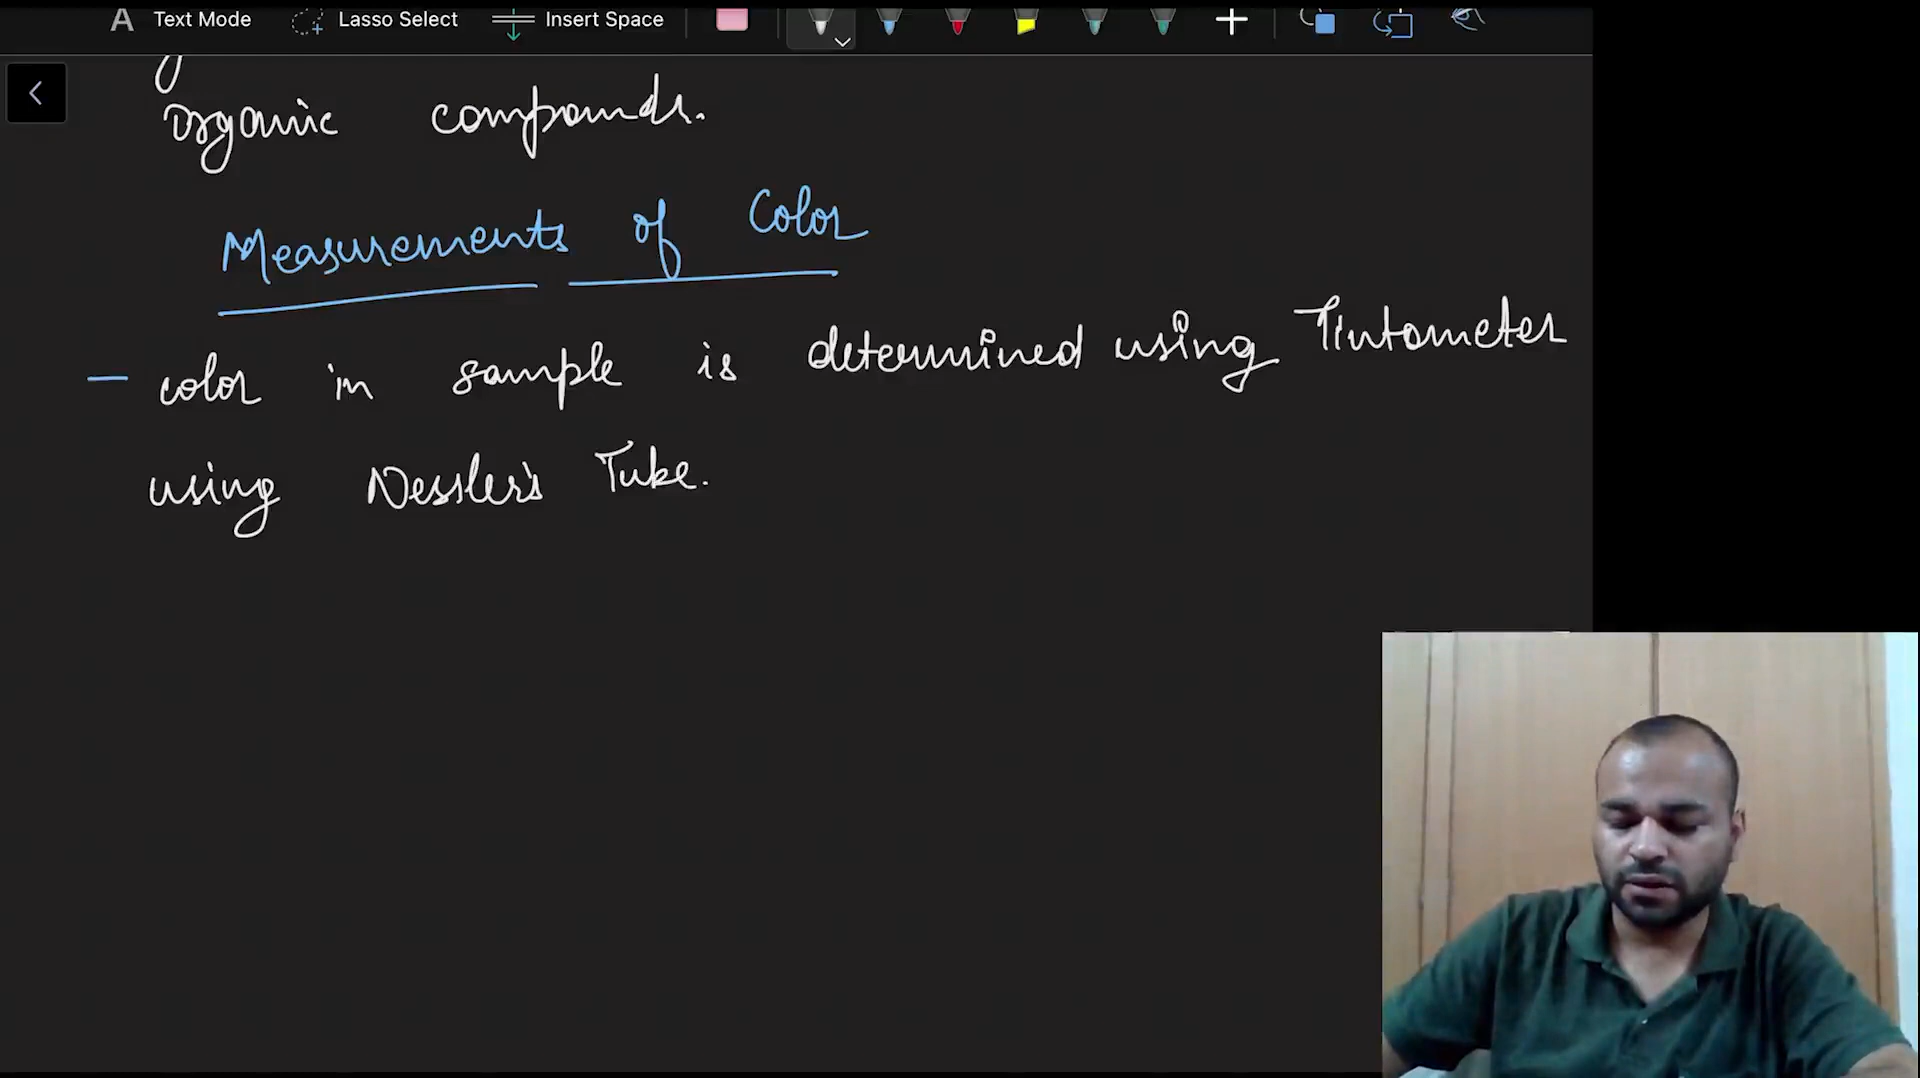 Text Mode Lasso Select Insert Space
organic compounds.
Measurements of Color
- color in sample is determined using Tintometer
using Nessler's Tube.